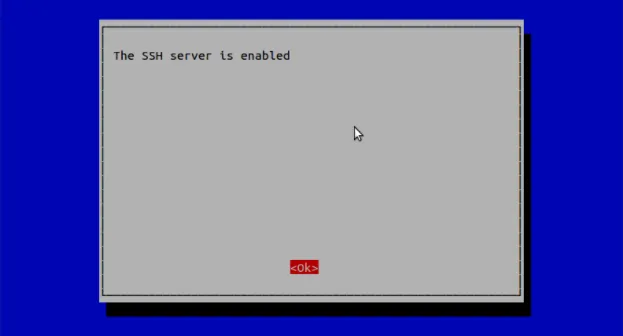 The SSH server is enabled
<Ok>